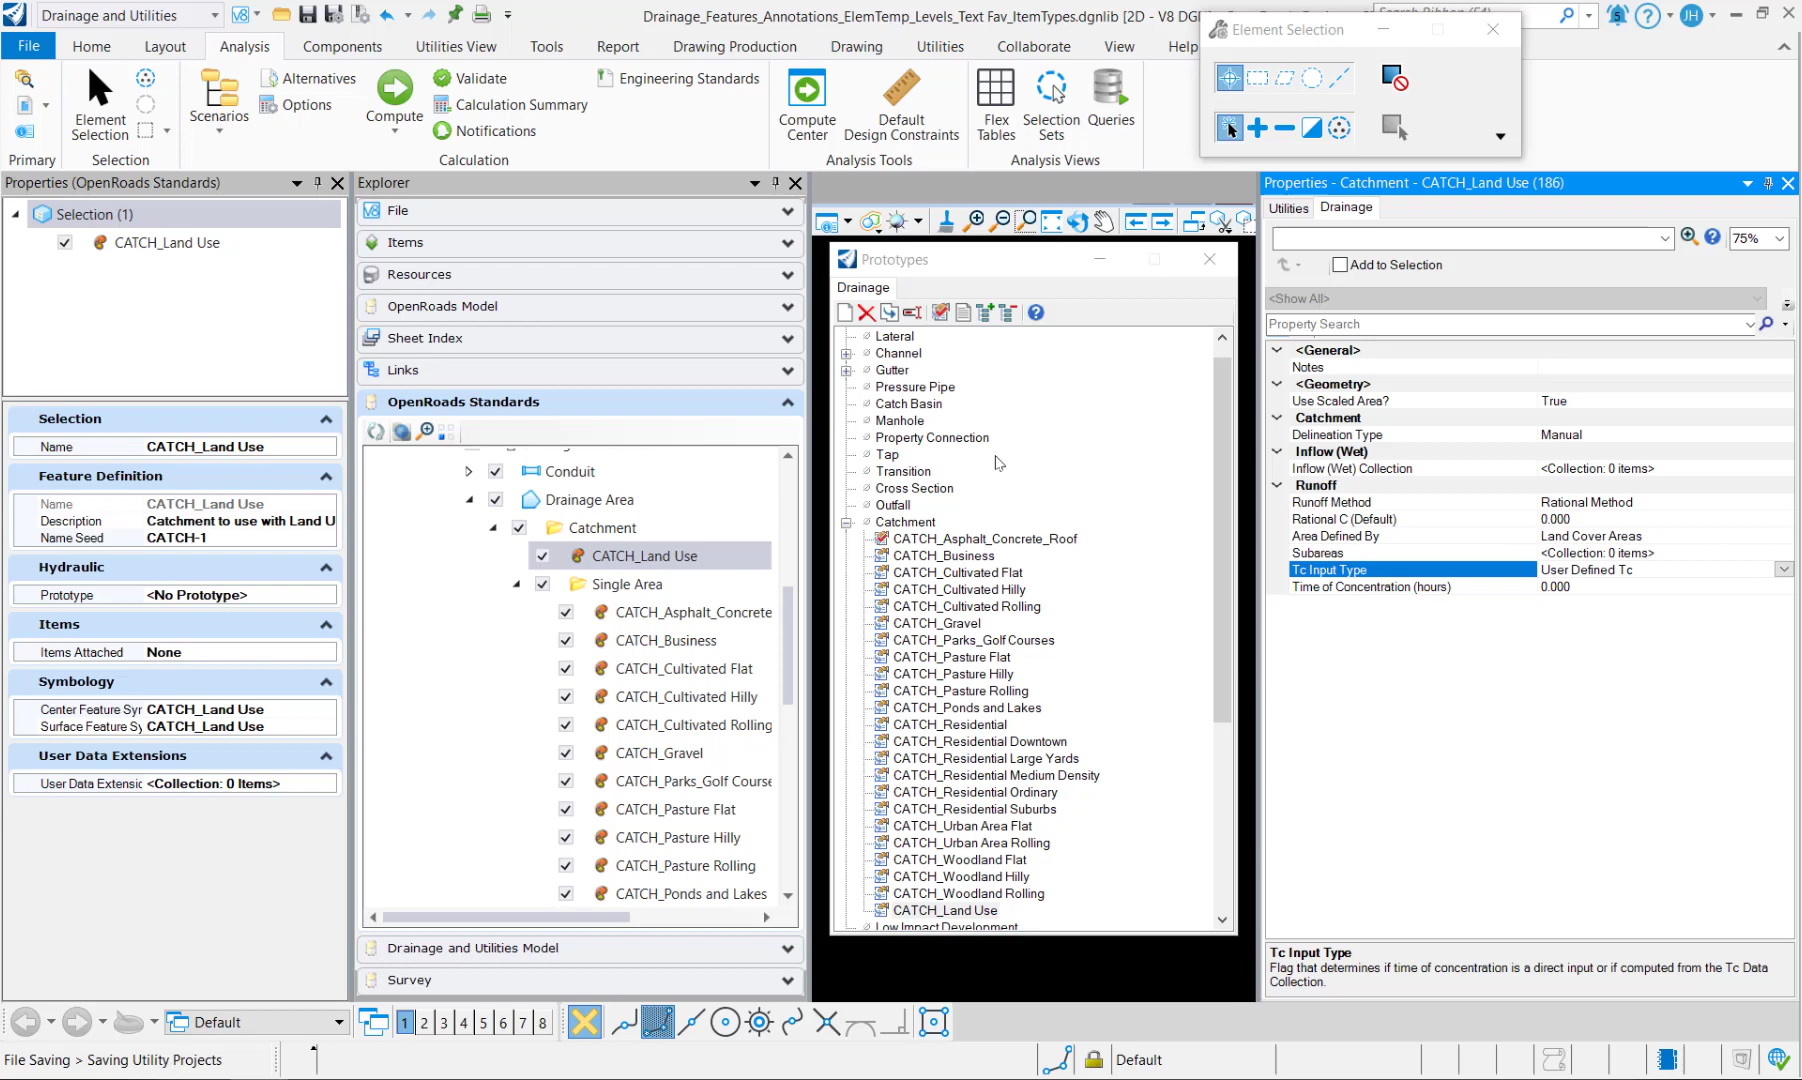 Drainage and Utilities
Drainage_Features_Annotations_ElemTemp_Levels_Text Fav_ItemTypes.dgnlib [2D - V8 DGN
5
JH
File
Home
Layout
Analysis
Components
Utilities View
Tools
Report
Drawing Production
Drawing
Utilities
Collaborate
View
Help
Element Selection
Element
Selection
Primary
Selection
Scenarios
Alternatives
Options
Compute
Validate
Calculation Summary
Notifications
Calculation
Engineering Standards
Compute
Center
Default
Design Constraints
Analysis Tools
Flex
Tables
Selection
Sets
Queries
Analysis Views
Properties (OpenRoads Standards)
Selection (1)
CATCH_Land Use
Selection
Name CATCH_Land Use
Feature Definition
Name CATCH_Land Use
Description Catchment to use with Land U
Name Seed CATCH-1
Hydraulic
Prototype <No Prototype>
Items
Items Attached None
Symbology
Center Feature Syr CATCH_Land Use
Surface Feature Sy CATCH_Land Use
User Data Extensions
User Data Extensic <Collection: 0 Items>
Explorer
File
Items
Resources
OpenRoads Model
Sheet Index
Links
OpenRoads Standards
Conduit
Drainage Area
Catchment
CATCH_Land Use
Single Area
CATCH_Asphalt_Concrete
CATCH_Business
CATCH_Cultivated Flat
CATCH_Cultivated Hilly
CATCH_Cultivated Rolling
CATCH_Gravel
CATCH_Parks_Golf Course
CATCH_Pasture Flat
CATCH_Pasture Hilly
CATCH_Pasture Rolling
CATCH_Ponds and Lakes
Drainage and Utilities Model
Survey
Prototypes
Drainage
Lateral
Channel
Gutter
Pressure Pipe
Catch Basin
Manhole
Property Connection
Tap
Transition
Cross Section
Outfall
Catchment
CATCH_Asphalt_Concrete_Roof
CATCH_Business
CATCH_Cultivated Flat
CATCH_Cultivated Hilly
CATCH_Cultivated Rolling
CATCH_Gravel
CATCH_Parks_Golf Courses
CATCH_Pasture Flat
CATCH_Pasture Hilly
CATCH_Pasture Rolling
CATCH_Ponds and Lakes
CATCH_Residential
CATCH_Residential Downtown
CATCH_Residential Large Yards
CATCH_Residential Medium Density
CATCH_Residential Ordinary
CATCH_Residential Suburbs
CATCH_Urban Area Flat
CATCH_Urban Area Rolling
CATCH_Woodland Flat
CATCH_Woodland Hilly
CATCH_Woodland Rolling
CATCH_Land Use
Low Impact Development
Properties - Catchment - CATCH_Land Use (186)
Utilities
Drainage
75%
Add to Selection
<Show All>
Property Search
<General>
Notes
<Geometry>
Use Scaled Area? True
Catchment
Delineation Type Manual
Inflow (Wet)
Inflow (Wet) Collection <Collection: 0 items>
Runoff
Runoff Method Rational Method
Rational C (Default) 0.000
Area Defined By Land Cover Areas
Subareas <Collection: 0 items>
Tc Input Type User Defined Tc
Time of Concentration (hours) 0.000
Tc Input Type
Flag that determines if time of concentration is a direct input or if computed from the Tc Data
Collection.
Default
1 2 3 4 5 6 7 8
File Saving > Saving Utility Projects
Default